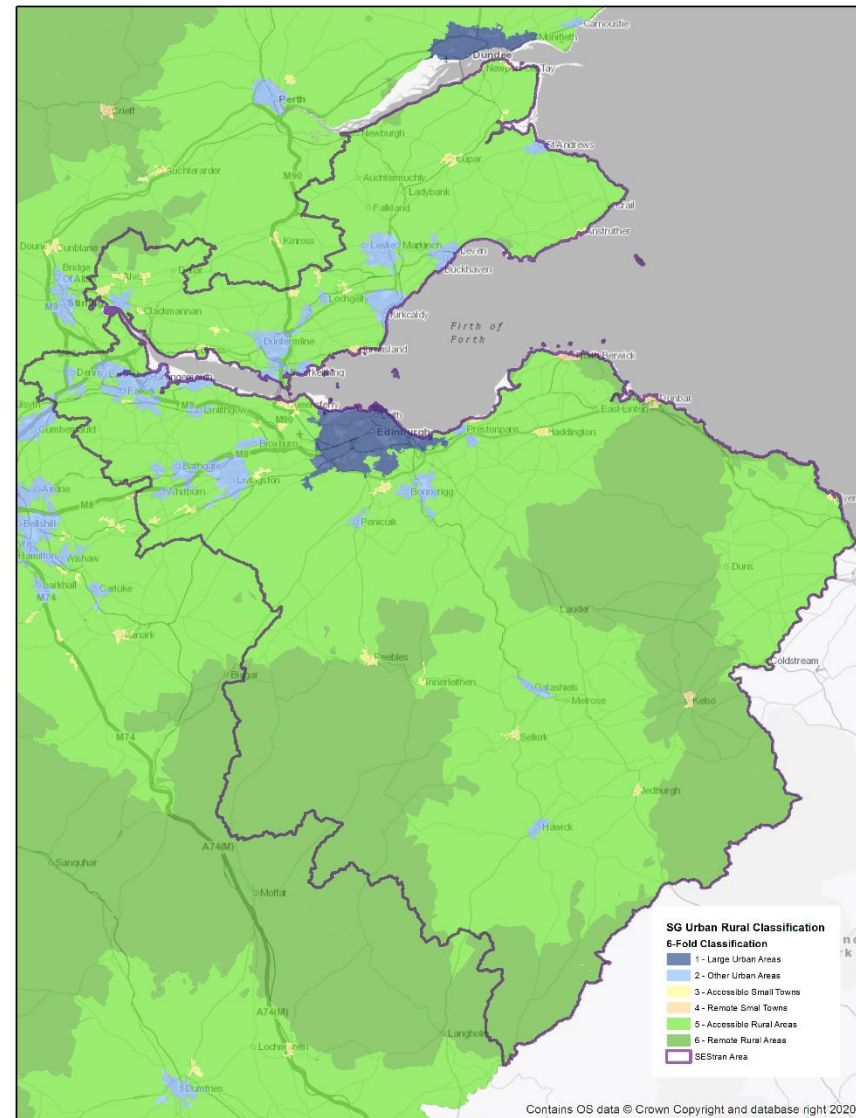 Carnoustie
Monifieth
Dundee
Perth
Crieff
Newburgh
St Andrews
Cupar
Auchterarder
M90
Auchtermuchty
Ladybank
Falkland
Crail
Anstruther
Doune
Dunblane
Kinross
Leslie
Markinch
Leven
Buckhaven
Bridge
Of Allan
Alva
M9
Clackmannan
Lochgelly
Kirkcaldy
Firth of
Forth
Dunfermline
Denny
Grangemouth
Falkirk
Linlithgow
M9
M90
Leith
Edinburgh
North Berwick
East Linton
Dunbar
Haddington
Prestonpans
Cumbernauld
Broxburn
M8
Bathgate
Livingston
Whitburn
Airdrie
M8
Bellshill
Bonnyrigg
Penicuik
Hamilton
Wishaw
Larkhall
M74
Carluke
Lanark
Duns
Lauder
Biggar
Peebles
Innerleithen
Galashiels
Melrose
Coldstream
Kelso
Selkirk
Jedburgh
Hawick
M74
A74(M)
Sanquhar
Moffat
A74(M)
Langholm
Lochmaben
Dumfries
SG Urban Rural Classification
6-Fold Classification
1 - Large Urban Areas
2 - Other Urban Areas
3 - Accessible Small Towns
4 - Remote Smal Towns
5 - Accessible Rural Areas
6 - Remote Rural Areas
SEStran Area
Contains OS data © Crown Copyright and database right 2020